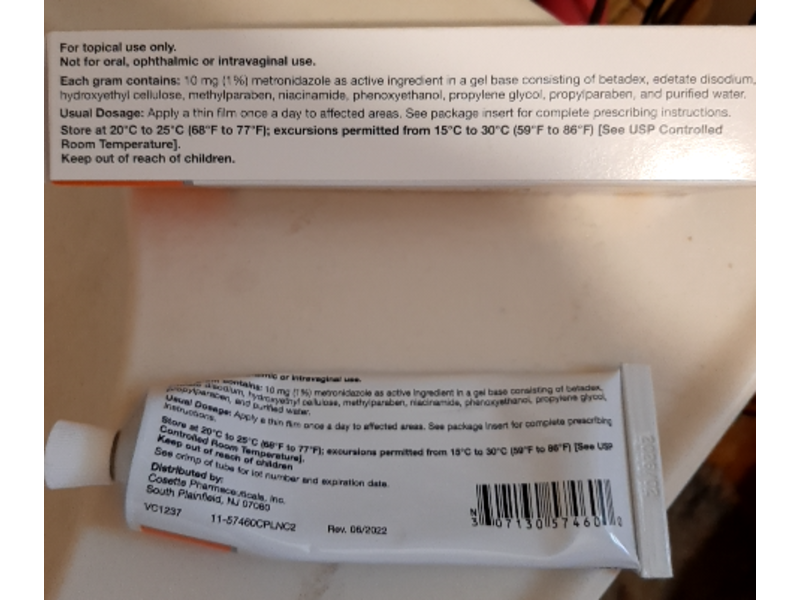 For topical use only.
Not for oral, ophthalmic or intravaginal use.
Each gram contains: 10 mg (1%) metronidazole as active ingredient in a gel base consisting of betadex, edetate disodium,
hydroxyethyl cellulose, methylparaben, niacinamide, phenoxyethanol, propylene glycol, propylparaben, and purified water.
Usual Dosage: Apply a thin film once a day to affected areas. See package insert for complete prescribing instructions.
Store at 20°C to 25°C (68°F to 77°F); excursions permitted from 15°C to 30°C (59°F to 86°F) [See USP Controlled
Room Temperature].
Keep out of reach of children.
or intravaginal use.
contains: 10 mg (1%) metronidazole as active ingredient in a gel base consisting of betadex,
disodium, hydroxyethyl cellulose, methylparaben, niacinamide, phenoxyethanol, propylene glycol,
propylparaben, and purified water.
Usual Dosage: Apply a thin film once a day to affected areas. See package insert for complete prescribing
instructions.
Store at 20°C to 25°C (68°F to 77°F); excursions permitted from 15°C to 30°C (59°F to 86°F) [See USP
Controlled Room Temperature].
Keep out of reach of children
See crimp of tube for lot number and expiration date.
Distributed by:
Cosette Pharmaceuticals, Inc.
South Plainfield, NJ 07080
VC1237 11-57460CPLNC2 Rev. 06/2022
N
3 07130 57460 2